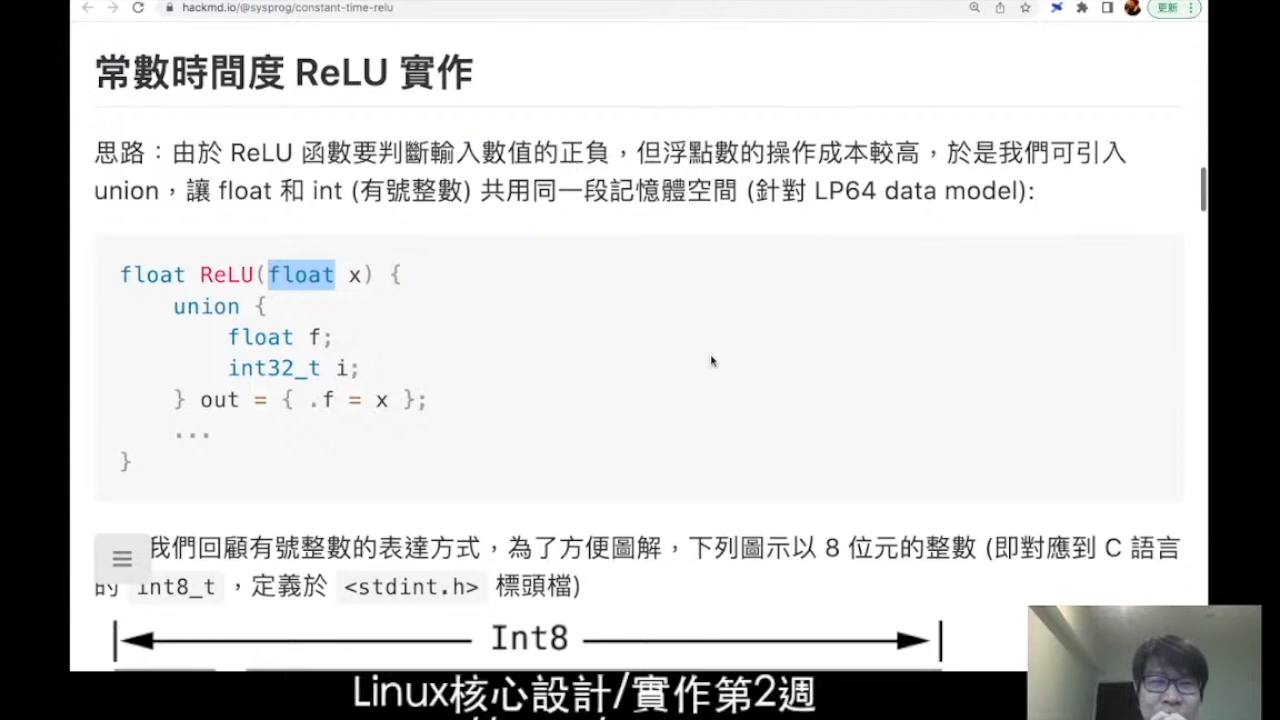 hackmd.io/@sysprog/constant-time-relu
更新
常數時間度 ReLU 實作
思路：由於 ReLU 函數要判斷輸入數值的正負，但浮點數的操作成本較高，於是我們可引入
union，讓 float 和 int (有號整數) 共用同一段記憶體空間 (針對 LP64 data model):
float ReLU(float x) {
union {
float f;
int32_t i;
} out = { .f = x };
...
}
我們回顧有號整數的表達方式，為了方便圖解，下列圖示以 8 位元的整數 (即對應到 C 語言
的 int8_t ，定義於 <stdint.h> 標頭檔)
Int8
Linux核心設計/實作第2週